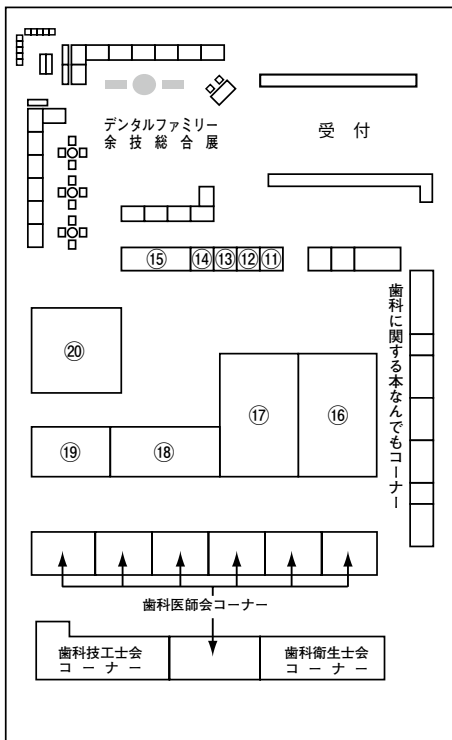 デンタルファミリー
余技総合展
受付
⑮
⑭
⑬
⑫
⑪
歯科に関する本なんでもコーナー
⑳
⑰
⑯
⑲
⑱
歯科医師会コーナー
歯科技工士会
コーナー
歯科衛生士会
コーナー